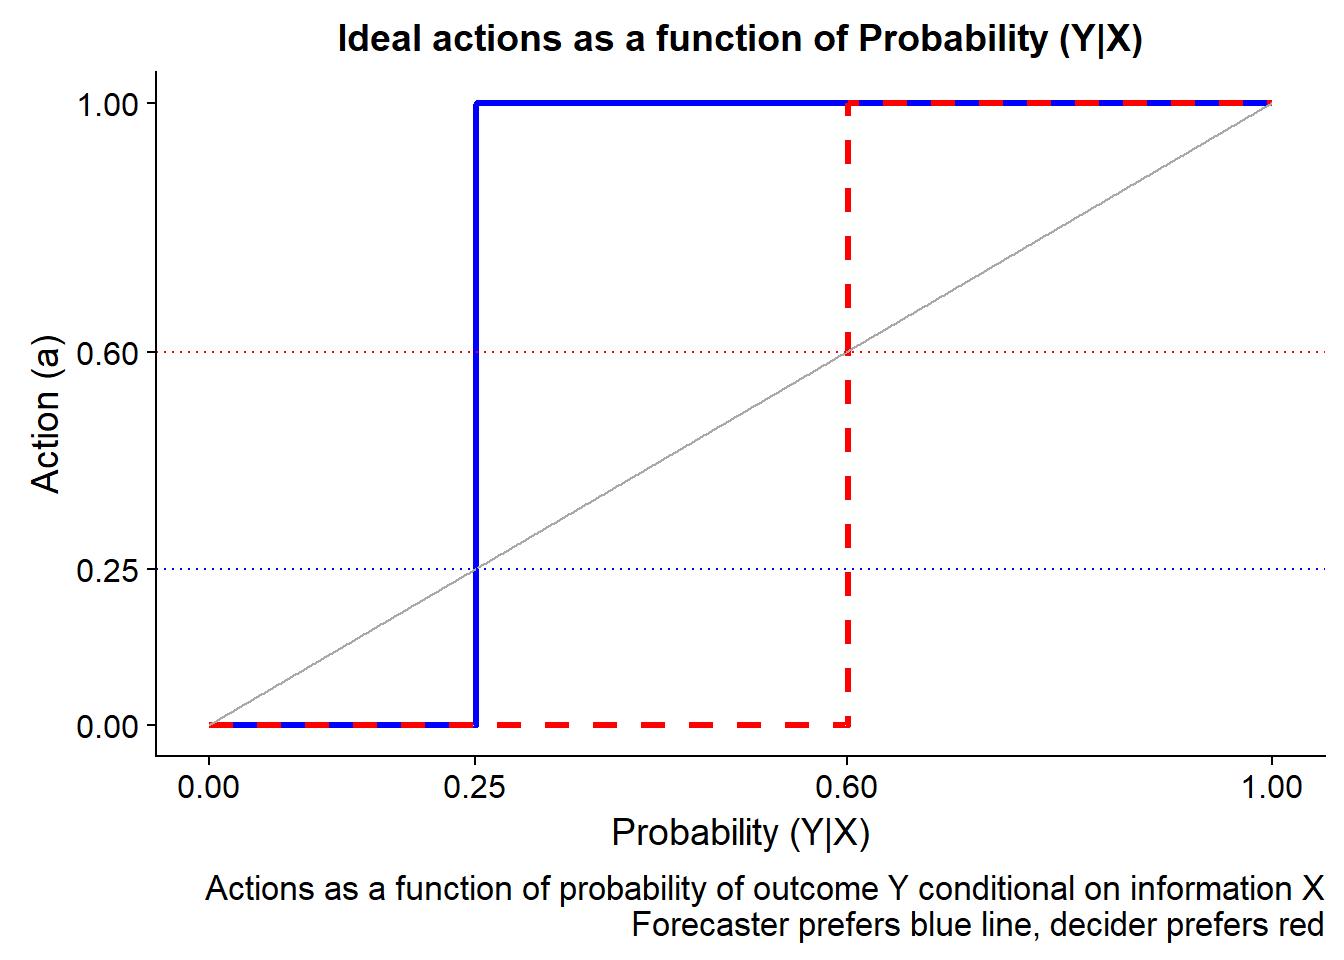 Ideal actions as a function of Probability (Y|X)
Action (a)
1.00
0.60
0.25
0.00
0.00 0.25 0.60 1.00
Probability (Y|X)
Actions as a function of probability of outcome Y conditional on information X
Forecaster prefers blue line, decider prefers red